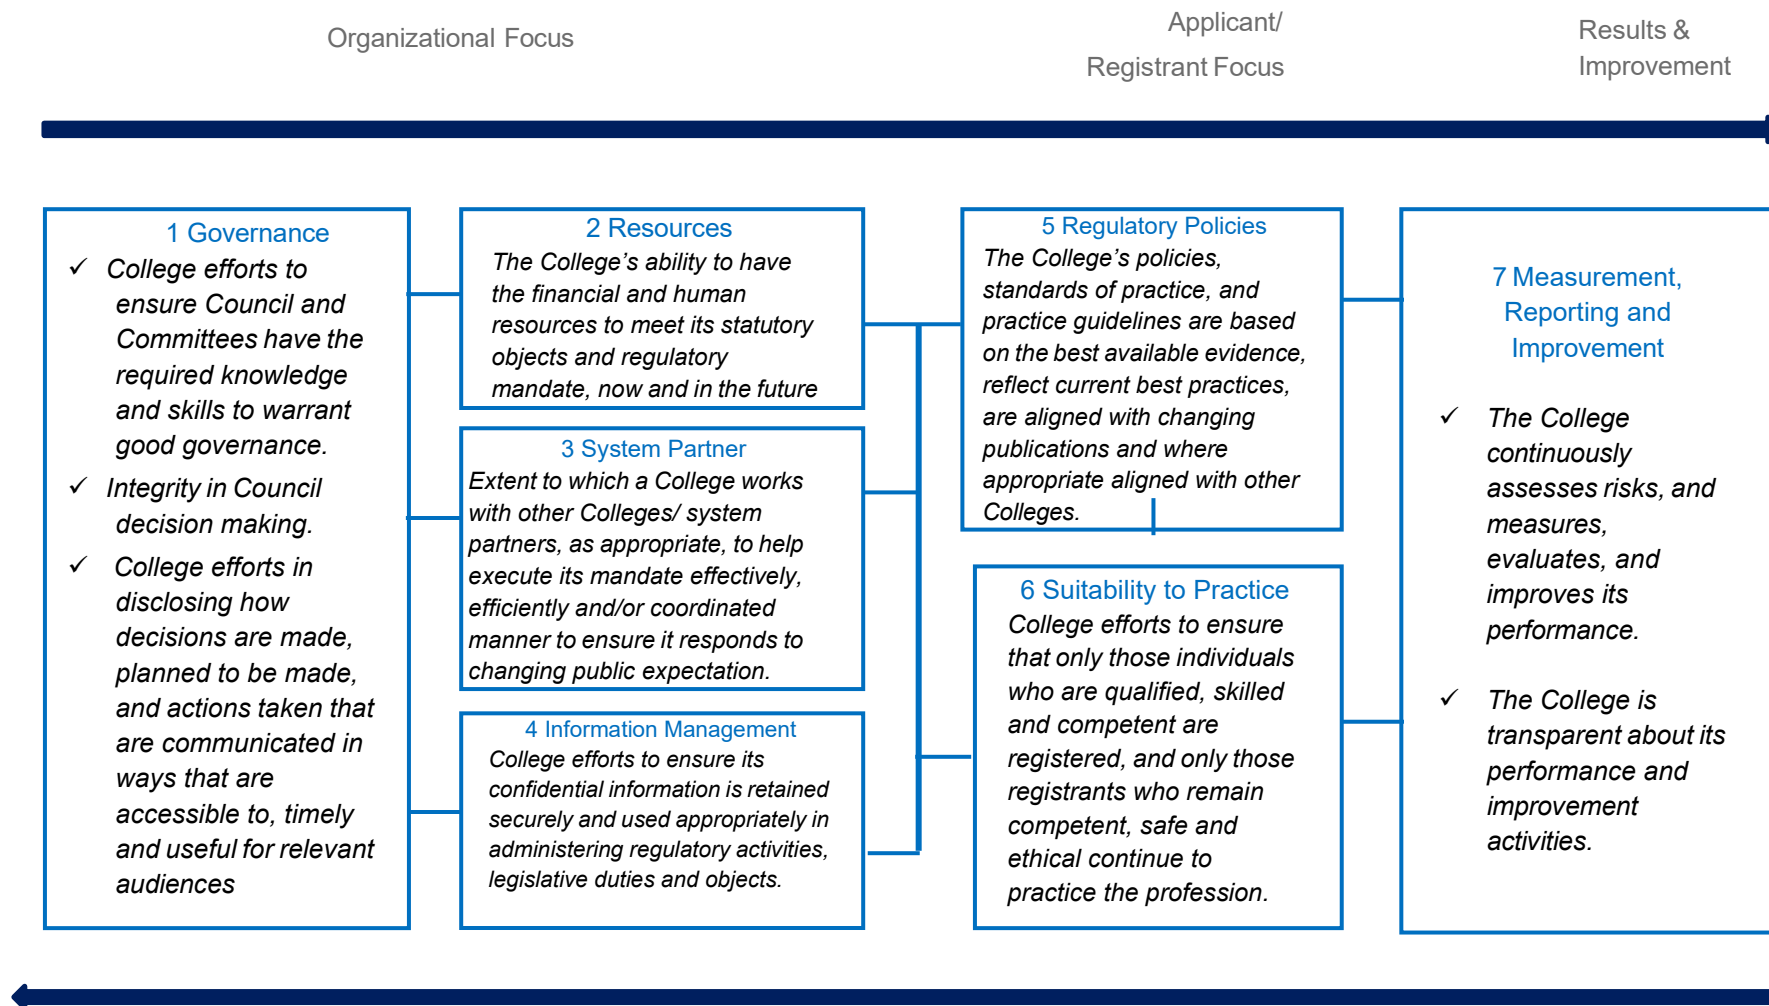 Organizational Focus
Applicant/
Registrant Focus
Results &
Improvement
1 Governance
✓ College efforts to
ensure Council and
Committees have the
required knowledge
and skills to warrant
good governance.
✓ Integrity in Council
decision making.
✓ College efforts in
disclosing how
decisions are made,
planned to be made,
and actions taken that
are communicated in
ways that are
accessible to, timely
and useful for relevant
audiences
2 Resources
The College’s ability to have
the financial and human
resources to meet its statutory
objects and regulatory
mandate, now and in the future
3 System Partner
Extent to which a College works
with other Colleges/ system
partners, as appropriate, to help
execute its mandate effectively,
efficiently and/or coordinated
manner to ensure it responds to
changing public expectation.
4 Information Management
College efforts to ensure its
confidential information is retained
securely and used appropriately in
administering regulatory activities,
legislative duties and objects.
5 Regulatory Policies
The College’s policies,
standards of practice, and
practice guidelines are based
on the best available evidence,
reflect current best practices,
are aligned with changing
publications and where
appropriate aligned with other
Colleges.
6 Suitability to Practice
College efforts to ensure
that only those individuals
who are qualified, skilled
and competent are
registered, and only those
registrants who remain
competent, safe and
ethical continue to
practice the profession.
7 Measurement,
Reporting and
Improvement
✓ The College
continuously
assesses risks, and
measures,
evaluates, and
improves its
performance.
✓ The College is
transparent about its
performance and
improvement
activities.